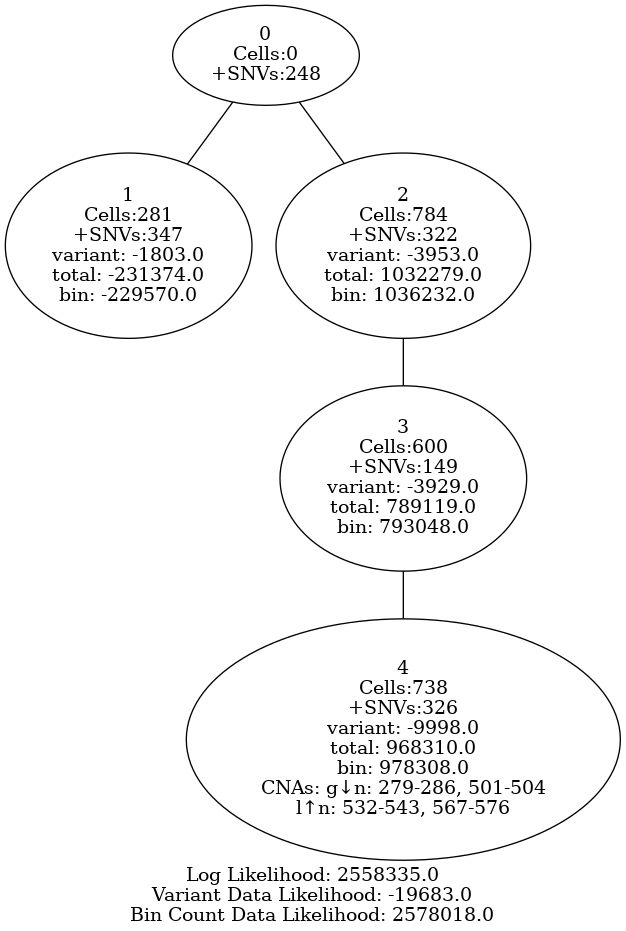 0
Cells:0
+SNVs:248
1
Cells:281
+SNVs:347
variant: -1803.0
total: -231374.0
bin: -229570.0
2
Cells:784
+SNVs:322
variant: -3953.0
total: 1032279.0
bin: 1036232.0
3
Cells:600
+SNVs:149
variant: -3929.0
total: 789119.0
bin: 793048.0
4
Cells:738
+SNVs:326
variant: -9998.0
total: 968310.0
bin: 978308.0
CNAs: g↓n: 279-286, 501-504
l↑n: 532-543, 567-576
Log Likelihood: 2558335.0
Variant Data Likelihood: -19683.0
Bin Count Data Likelihood: 2578018.0